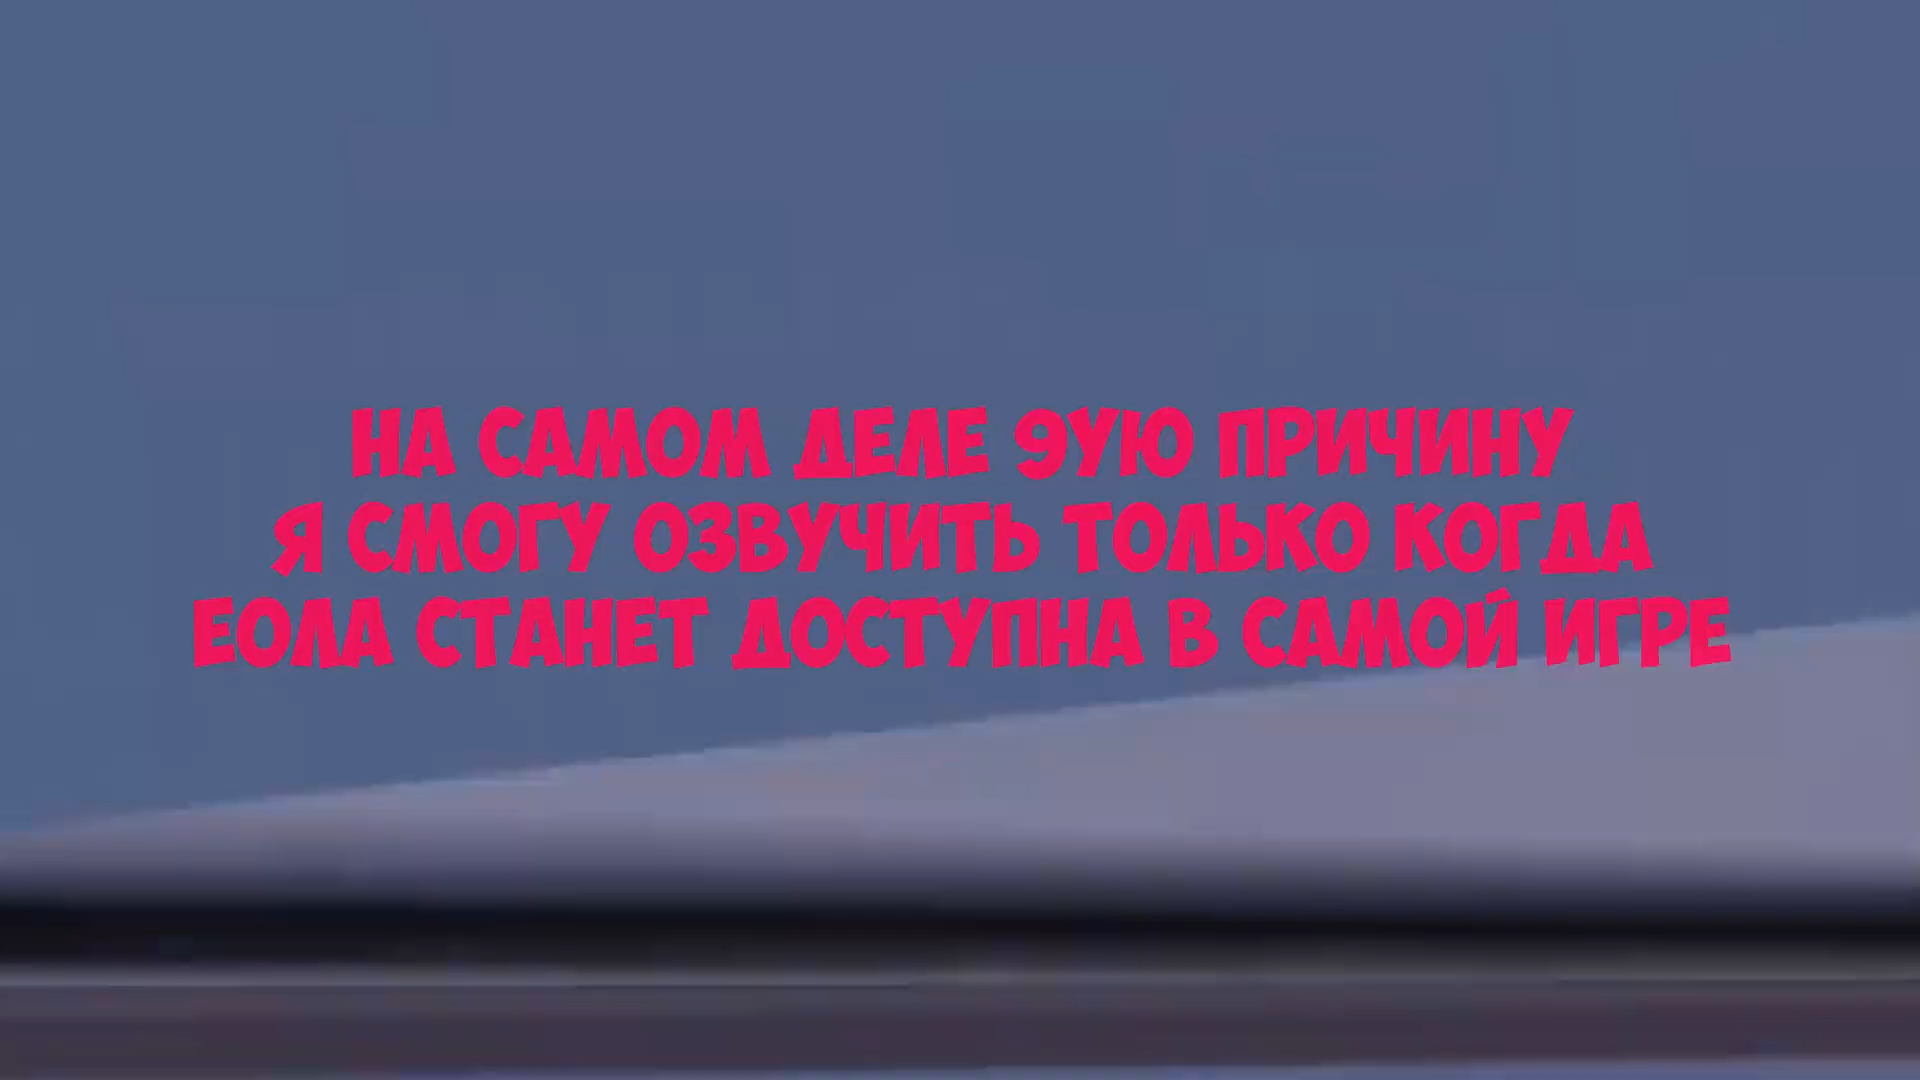 НА САМОМ ДЕЛЕ 9УЮ ПРИЧИНУ
Я СМОГУ ОЗВУЧИТЬ ТОЛЬКО КОГДА
ЕОЛА СТАНЕТ ДОСТУПНА В САМОЙ ИГРЕ